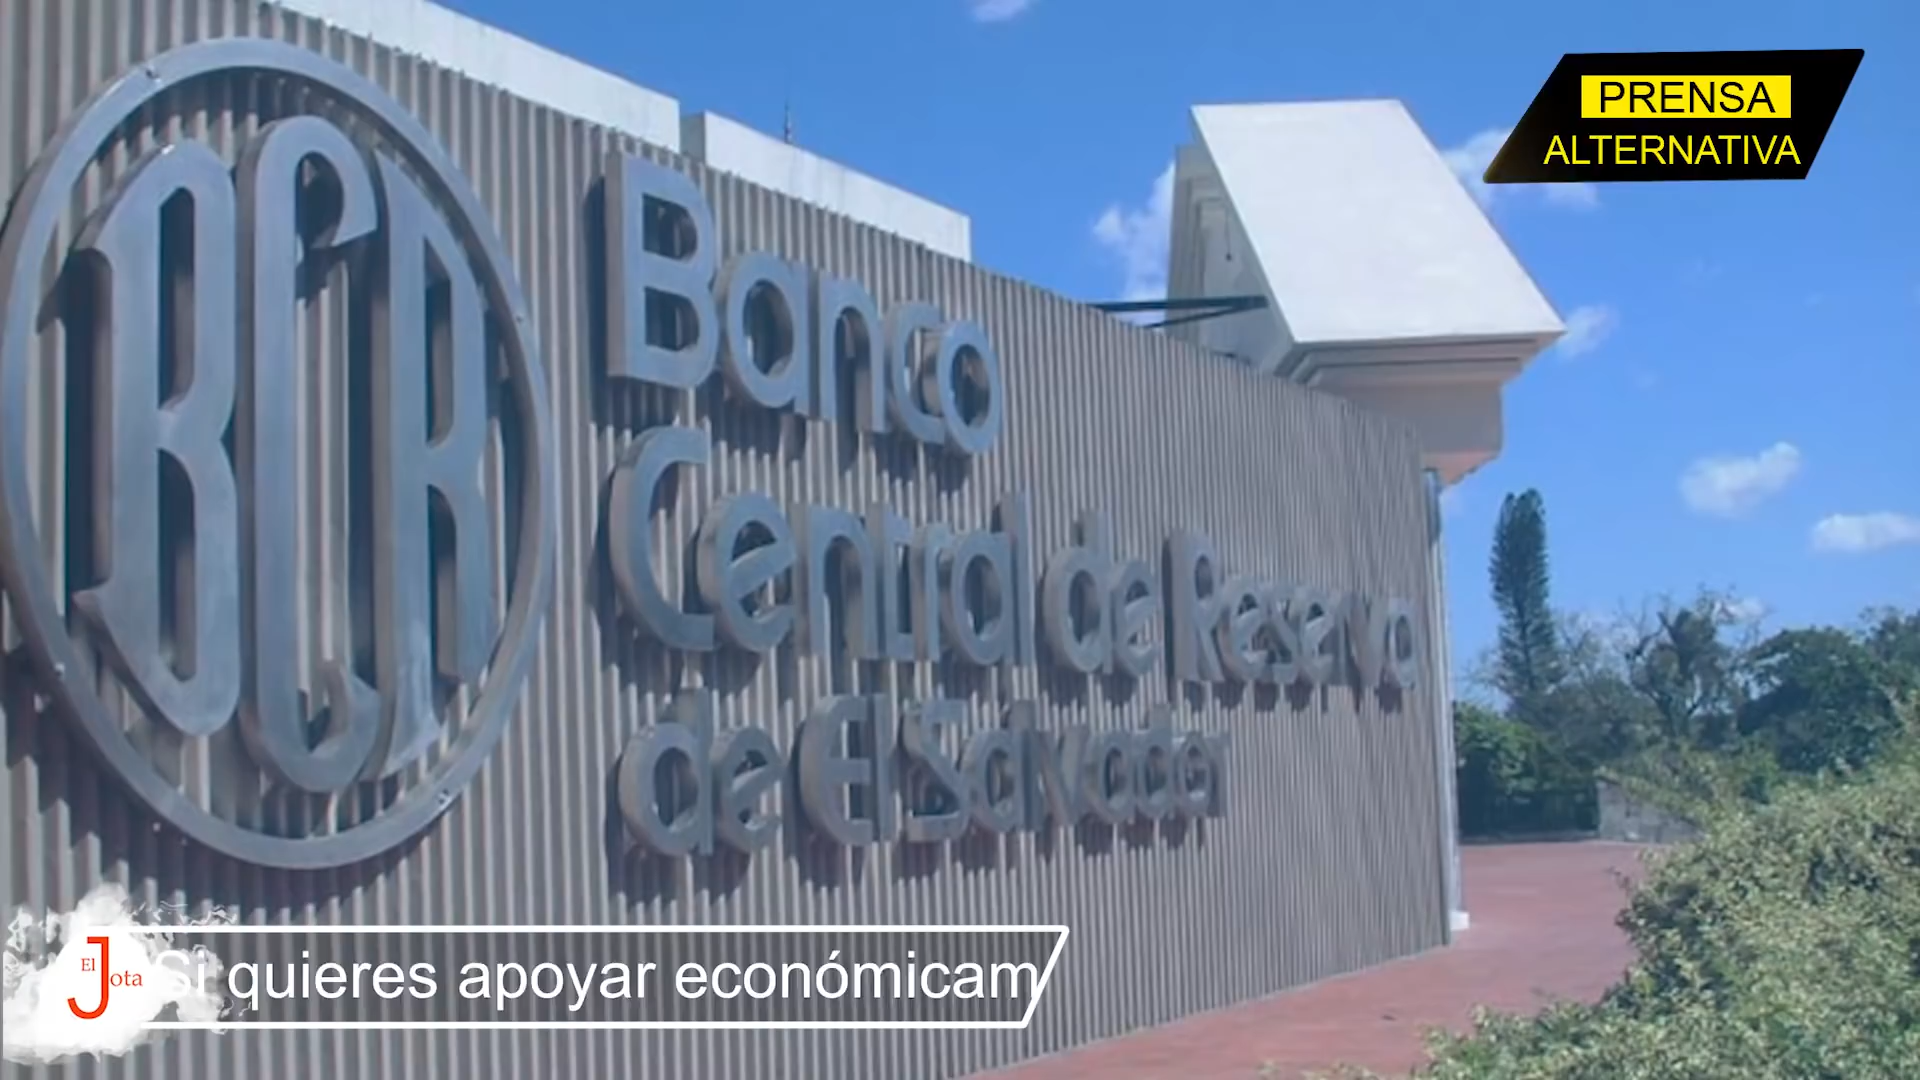 PRENSA
ALTERNATIVA
BCR
Banco
Central de Reserva
de El Salvador
El Jota
Si quieres apoyar económicam